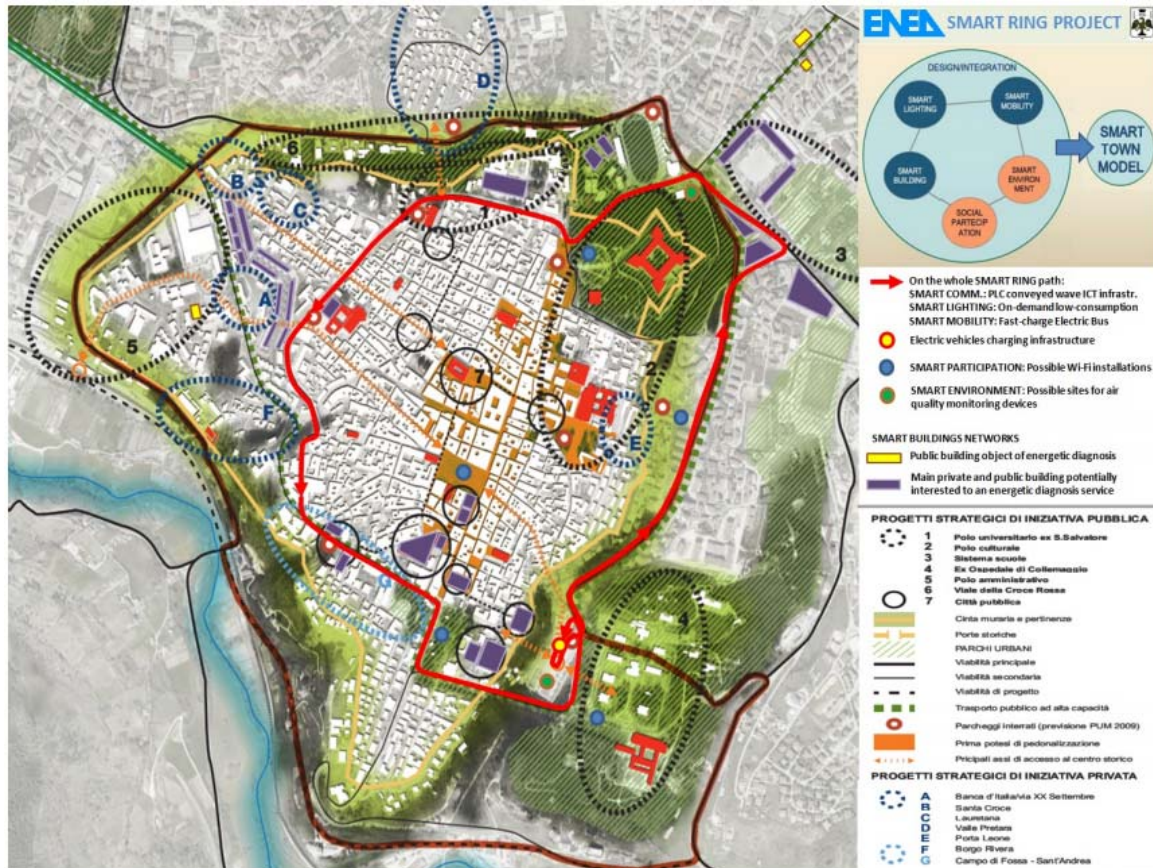 ENEA SMART RING PROJECT
DESIGN/INTEGRATION
SMART
LIGHTING
SMART
MOBILITY
SMART
BUILDING
SMART
ENVIRON
MENT
SOCIAL
PARTECIP
ATION
SMART
TOWN
MODEL
On the whole SMART RING path:
SMART COMM.: PLC conveyed wave ICT infrastr.
SMART LIGHTING: On-demand low-consumption
SMART MOBILITY: Fast-charge Electric Bus
Electric vehicles charging infrastructure
SMART PARTICIPATION: Possible Wi-Fi installations
SMART ENVIRONMENT: Possible sites for air
quality monitoring devices
SMART BUILDINGS NETWORKS
Public building object of energetic diagnosis
Main private and public building potentially
interested to an energetic diagnosis service
PROGETTI STRATEGICI DI INIZIATIVA PUBBLICA
1 Polo universitario ex S.Salvatore
2 Polo culturale
3 Sistema scuole
4 Ex Ospedale di Collemaggio
5 Polo amministrativo
6 Viale della Croce Rossa
7 Città pubblica
Cinta muraria e pertinenze
Porte storiche
PARCHI URBANI
Viabilità principale
Viabilità secondaria
Viabilità di progetto
Trasporto pubblico ad alta capacità
Parcheggi interrati (previsione PUM 2009)
Prima potesi di pedonalizzazione
Pricipali assi di accesso al centro storico
PROGETTI STRATEGICI DI INIZIATIVA PRIVATA
A Banca d'Italia/via XX Settembre
B Santa Croce
C Lauretana
D Valle Pretara
E Porta Leone
F Borgo Rivera
G Campo di Fossa - Sant'Andrea
D
6
B
C
1
3
A
5
2
7
F
E
G
4